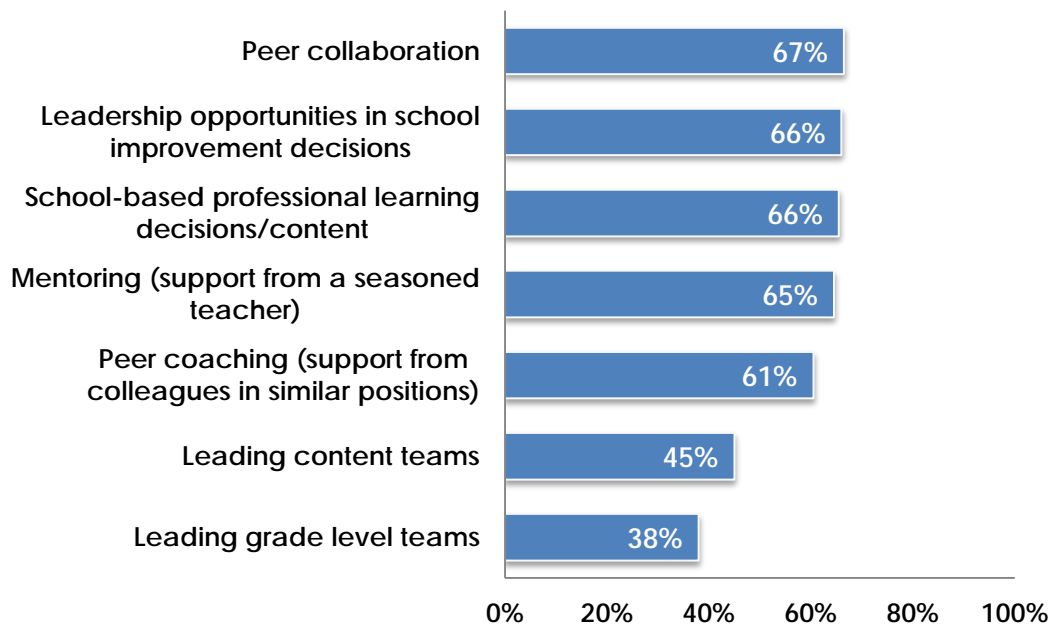 Peer collaboration
67%
Leadership opportunities in school
improvement decisions
66%
School-based professional learning
decisions/content
66%
Mentoring (support from a seasoned
teacher)
65%
Peer coaching (support from
colleagues in similar positions)
61%
Leading content teams
45%
Leading grade level teams
38%
0% 20% 40% 60% 80% 100%